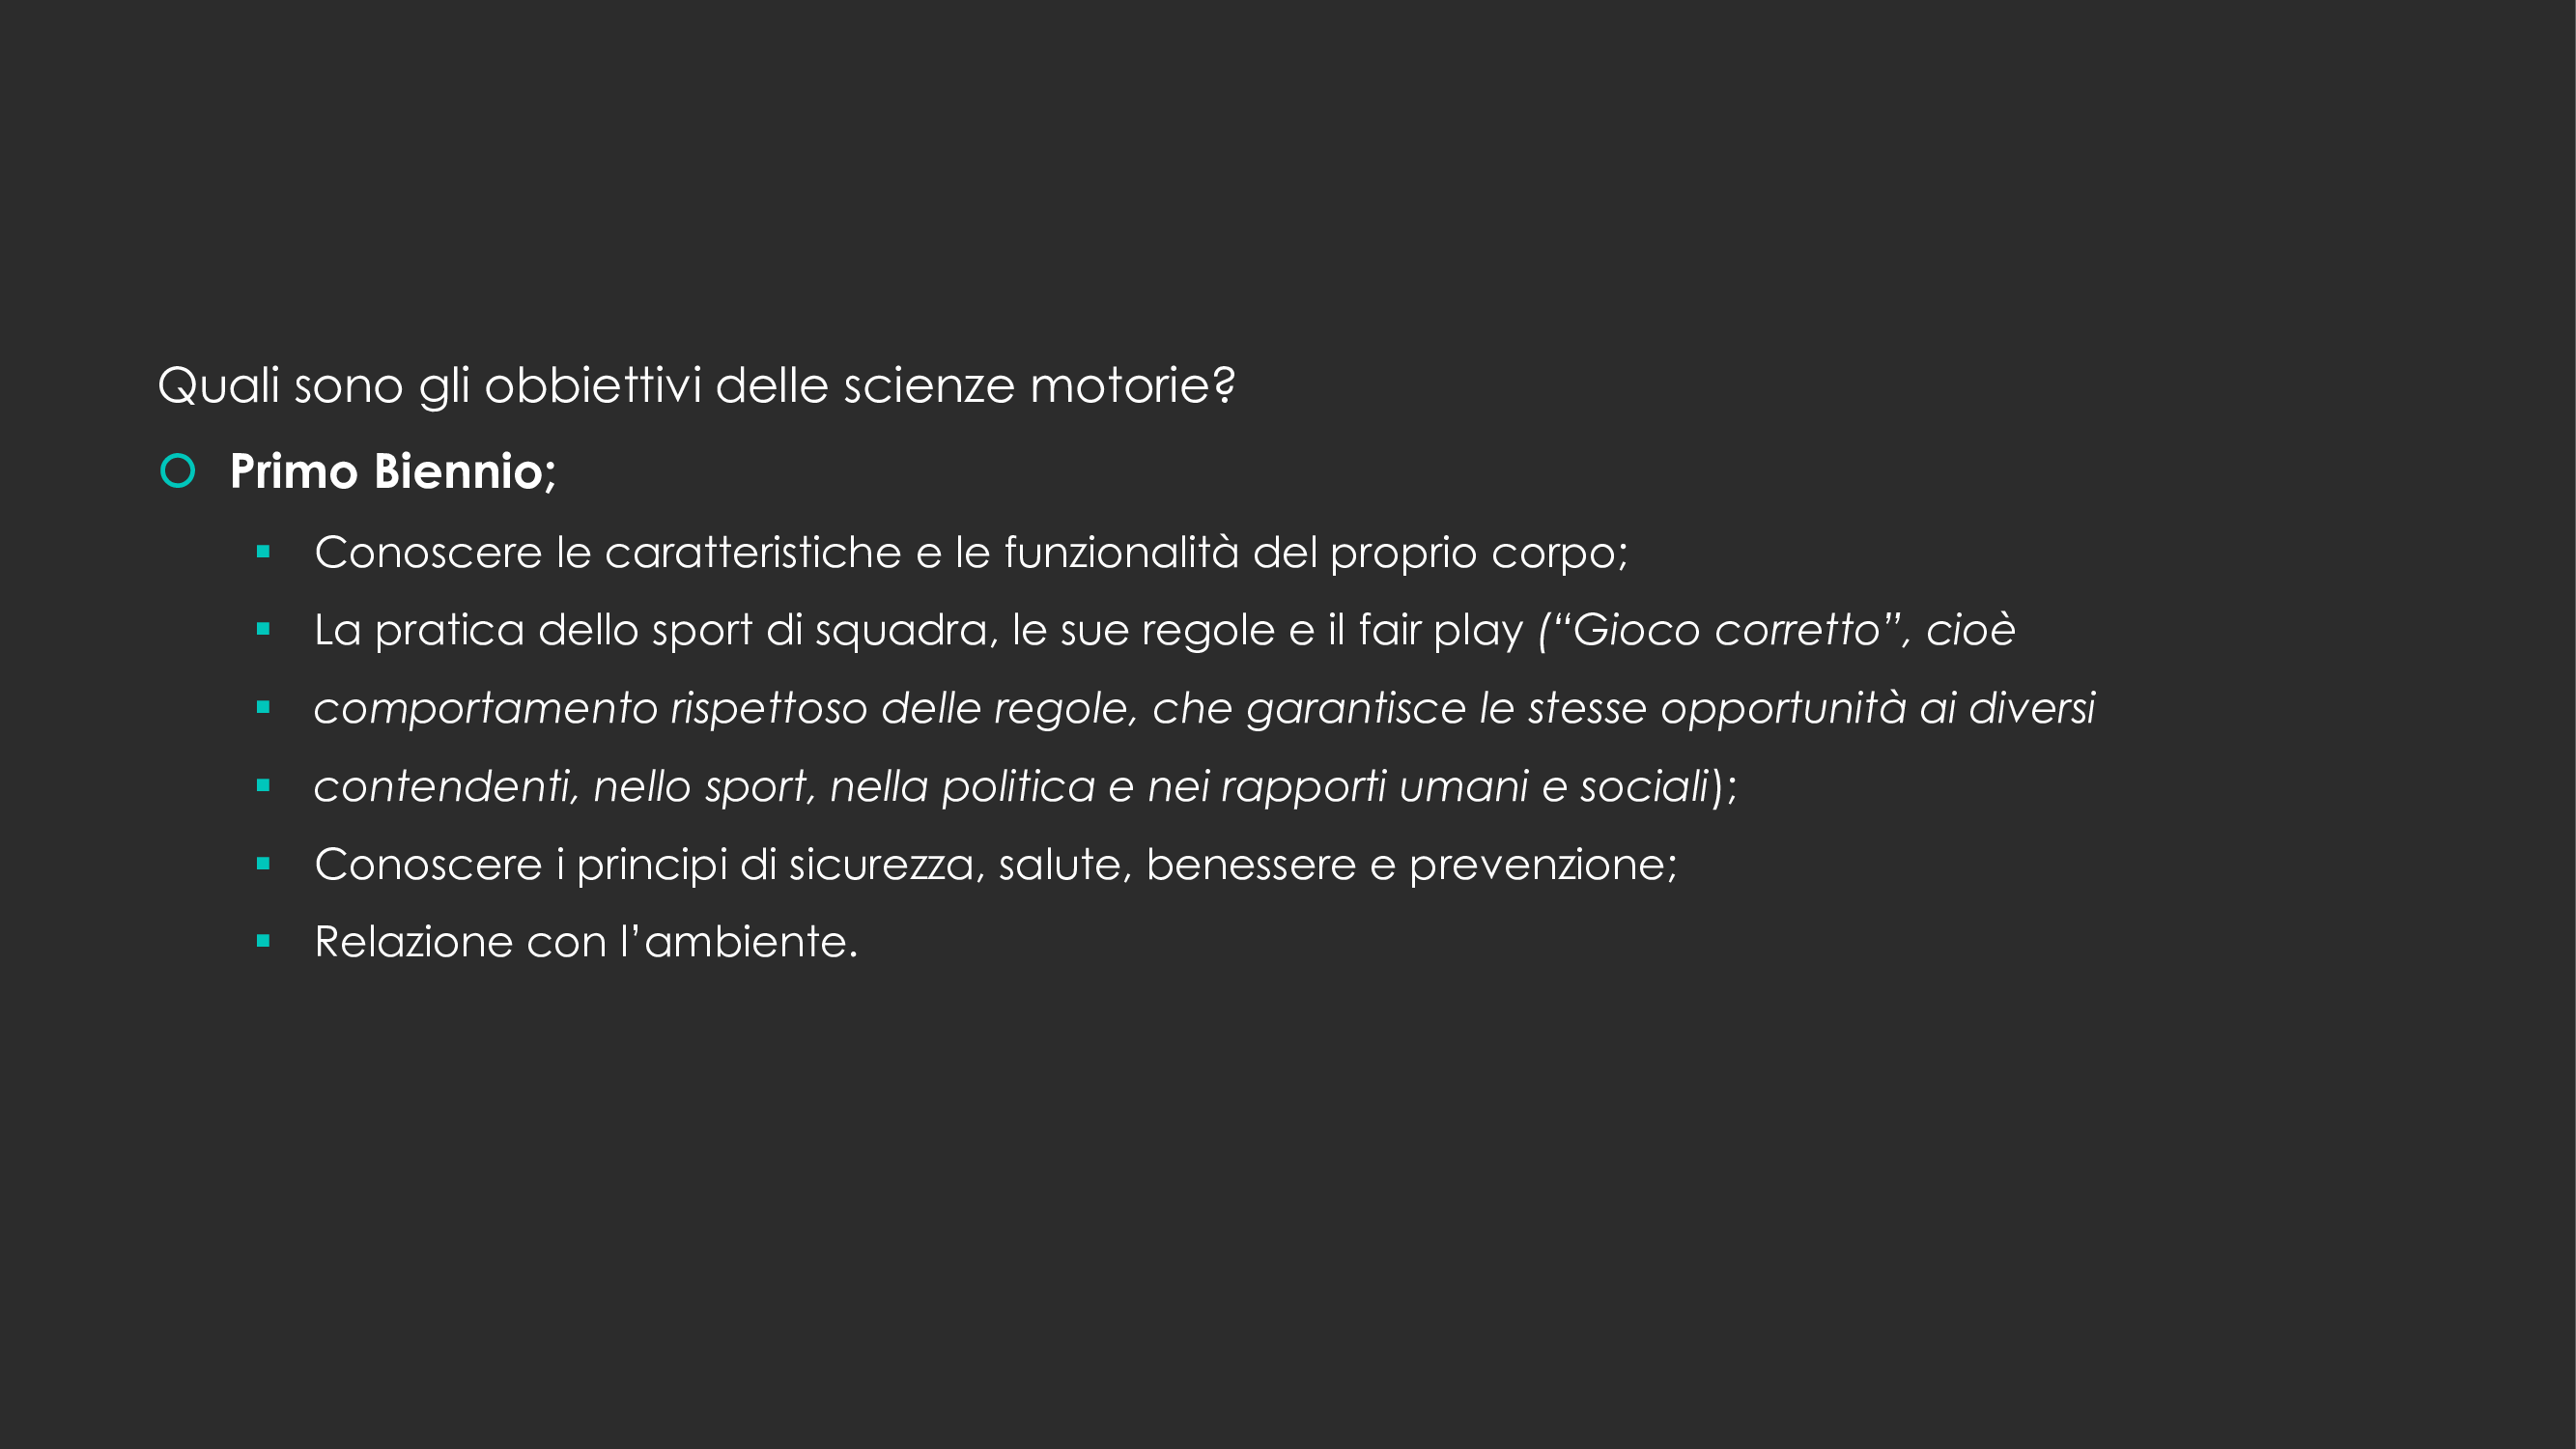 Quali sono gli obbiettivi delle scienze motorie?
Primo Biennio;
Conoscere le caratteristiche e le funzionalità del proprio corpo;
La pratica dello sport di squadra, le sue regole e il fair play (“Gioco corretto”, cioè
comportamento rispettoso delle regole, che garantisce le stesse opportunità ai diversi
contendenti, nello sport, nella politica e nei rapporti umani e sociali);
Conoscere i principi di sicurezza, salute, benessere e prevenzione;
Relazione con l’ambiente.